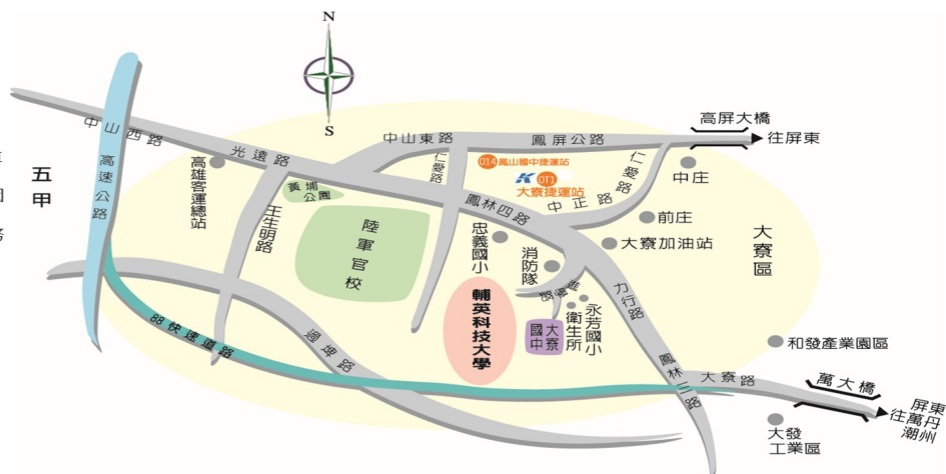 N
S
五甲
中山西路
高速公路
光遠路
高雄客運總站
黃埔
公園
王生明路
陸軍官校
中山東路
仁愛路
鳳屏公路
高屏大橋
往屏東
014 鳳山國中捷運站
K OT1
大寮捷運站
仁愛路
中庄
中正路
前庄
鳳林四路
大寮加油站
大寮區
忠義國小
消防隊
輔英科技大學
進學路
永芳國小
衛生所
大寮
國中
力行路
88快速道路
過埤路
鳳林三路
大寮路
和發產業園區
萬大橋
屏東
往萬丹
潮州
大發
工業區